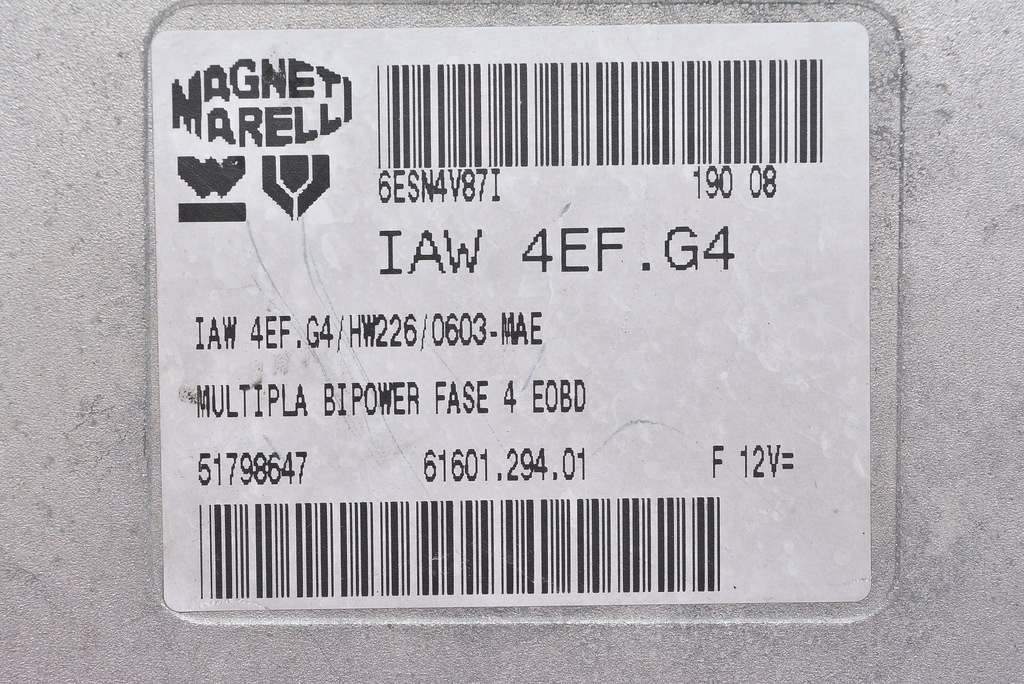 MAGNETI
MARELLI
6ESN4V87I 190 08
IAW 4EF.G4
IAW 4EF.G4/HW226/0603-MAE
MULTIPLA BIPOWER FASE 4 EOBD
51798647 61601.294.01 F 12V=